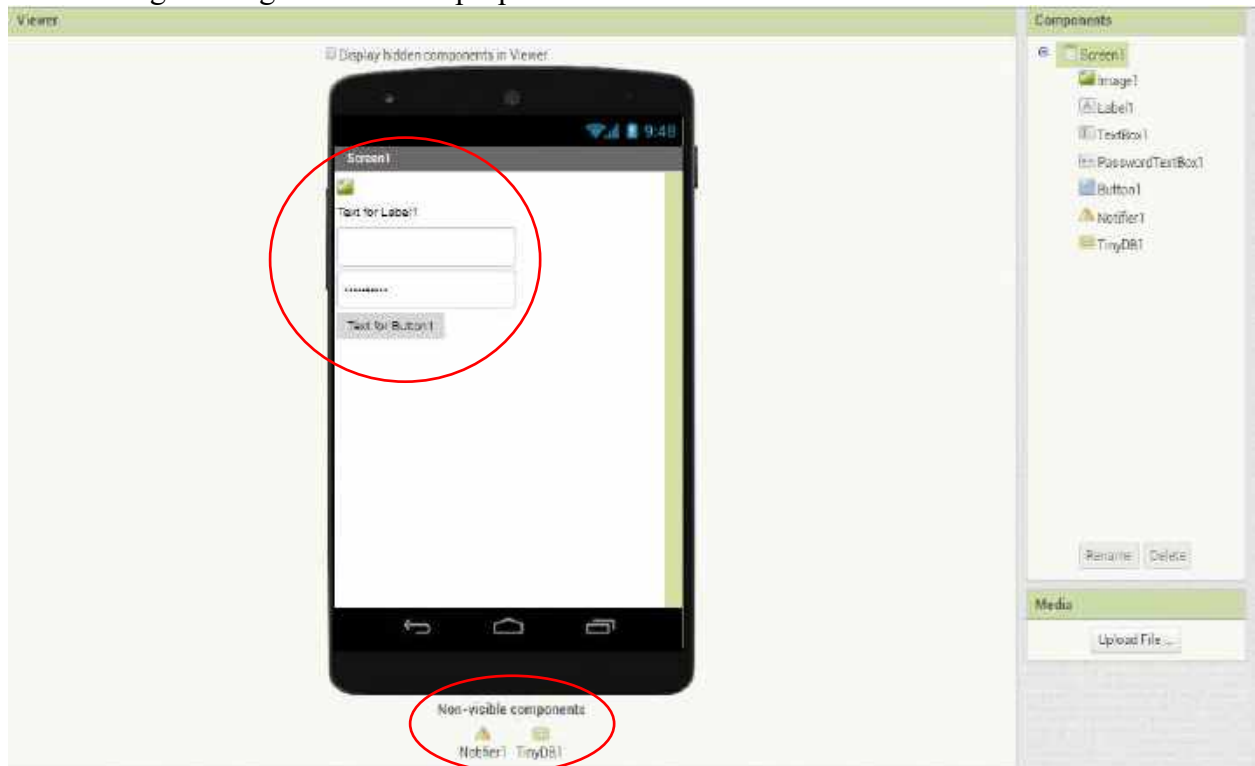 Viewer
Display hidden components in Viewer
9:48
Screen1
Text for Label1
Text for Button1
Non-visible components
Notifier1 TinyDB1
Components
Screen1
Image1
Label1
TextBox1
PasswordTextBox1
Button1
Notifier1
TinyDB1
Rename Delete
Media
Upload File ...